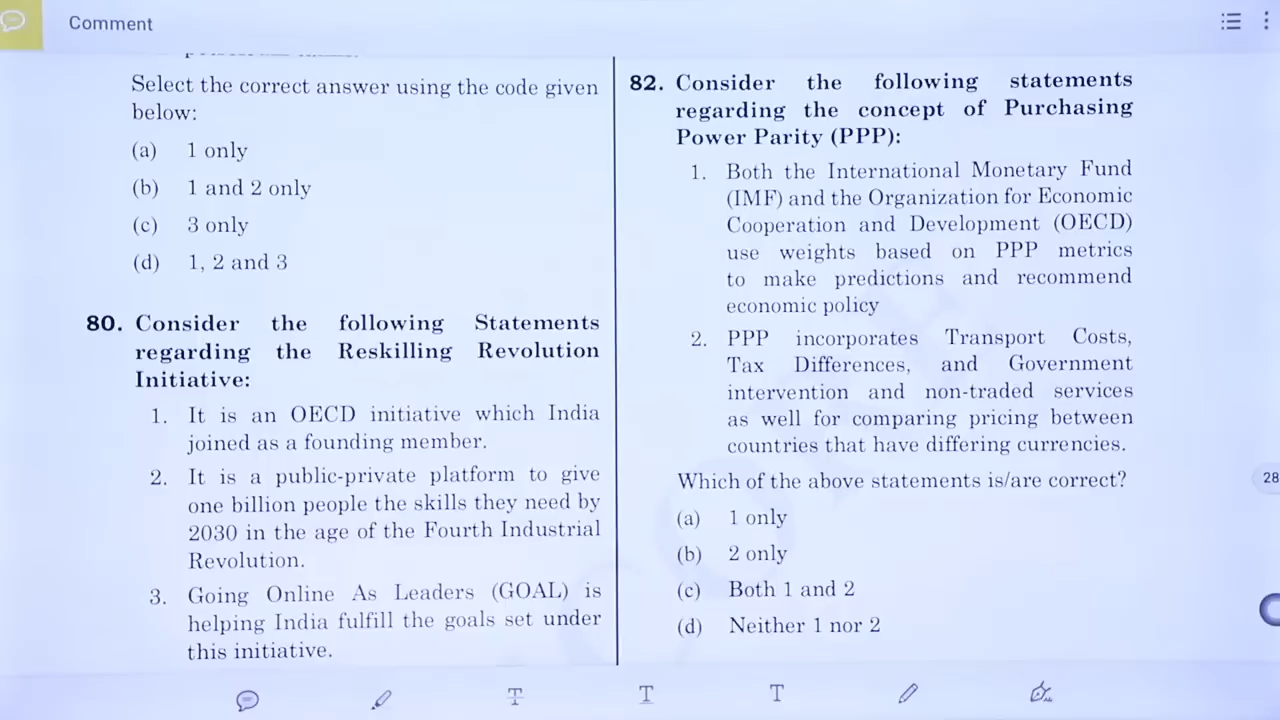 Comment
Select the correct answer using the code given
below:
(a) 1 only
(b) 1 and 2 only
(c) 3 only
(d) 1, 2 and 3
80. Consider the following Statements
regarding the Reskilling Revolution
Initiative:
1. It is an OECD initiative which India
joined as a founding member.
2. It is a public-private platform to give
one billion people the skills they need by
2030 in the age of the Fourth Industrial
Revolution.
3. Going Online As Leaders (GOAL) is
helping India fulfill the goals set under
this initiative.
82. Consider the following statements
regarding the concept of Purchasing
Power Parity (PPP):
1. Both the International Monetary Fund
(IMF) and the Organization for Economic
Cooperation and Development (OECD)
use weights based on PPP metrics
to make predictions and recommend
economic policy
2. PPP incorporates Transport Costs,
Tax Differences, and Government
intervention and non-traded services
as well for comparing pricing between
countries that have differing currencies.
Which of the above statements is/are correct?
(a) 1 only
(b) 2 only
(c) Both 1 and 2
(d) Neither 1 nor 2
28
T
T
T